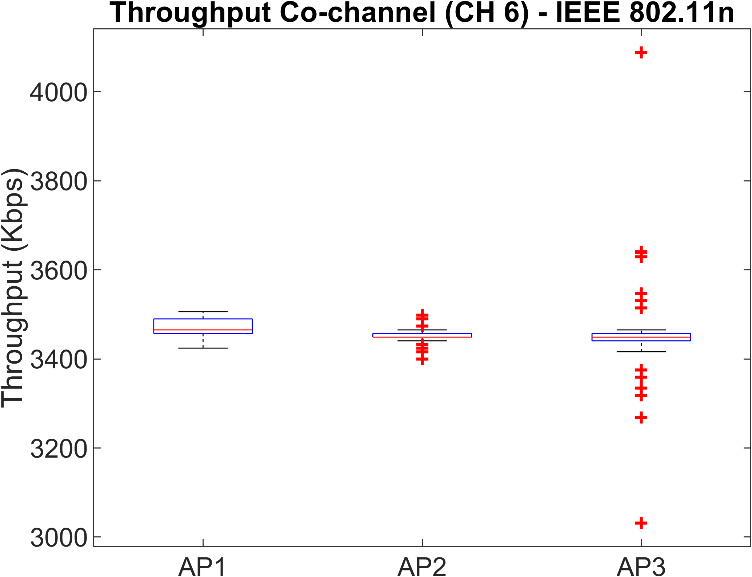 Throughput Co-channel (CH 6) - IEEE 802.11n
Throughput (Kbps)
4000
3800
3600
3400
3200
3000
AP1 AP2 AP3